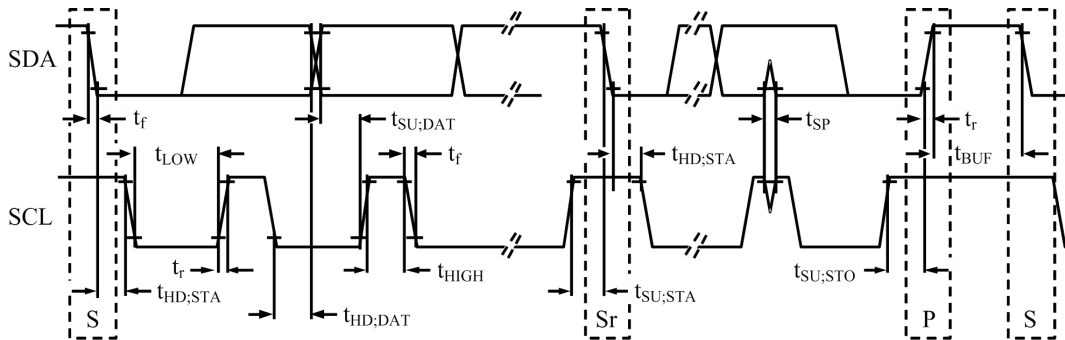 SDA
t_f
t_SU;DAT
t_SP
t_r
t_LOW
t_f
t_HD;STA
t_BUF
SCL
t_r
t_HIGH
t_SU;STO
t_HD;STA
t_SU;STA
t_HD;DAT
S
Sr
P
S